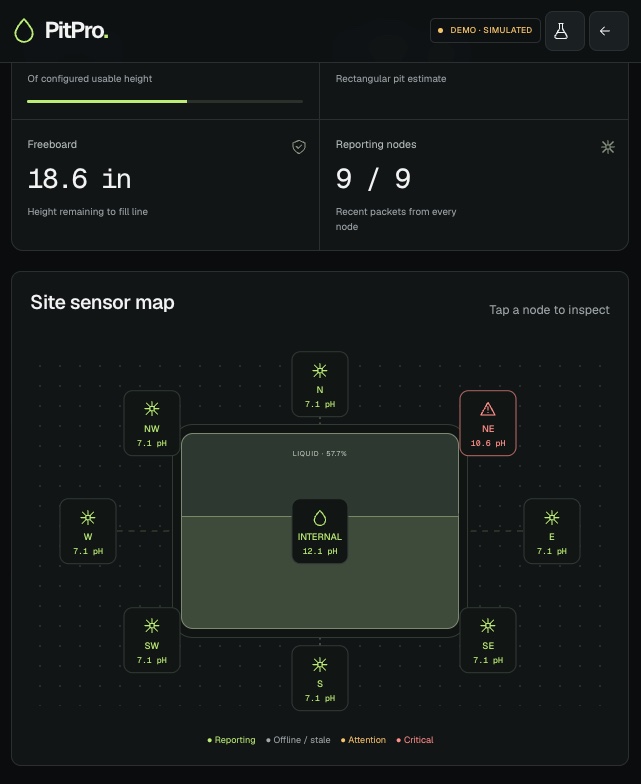 PitPro.
DEMO · SIMULATED
Of configured usable height
Rectangular pit estimate
Freeboard
18.6 in
Height remaining to fill line
Reporting nodes
9 / 9
Recent packets from every
node
Site sensor map
Tap a node to inspect
N
7.1 pH
NW
7.1 pH
NE
10.6 pH
LIQUID · 57.7%
W
7.1 pH
INTERNAL
12.1 pH
E
7.1 pH
SW
7.1 pH
SE
7.1 pH
S
7.1 pH
Reporting
Offline / stale
Attention
Critical